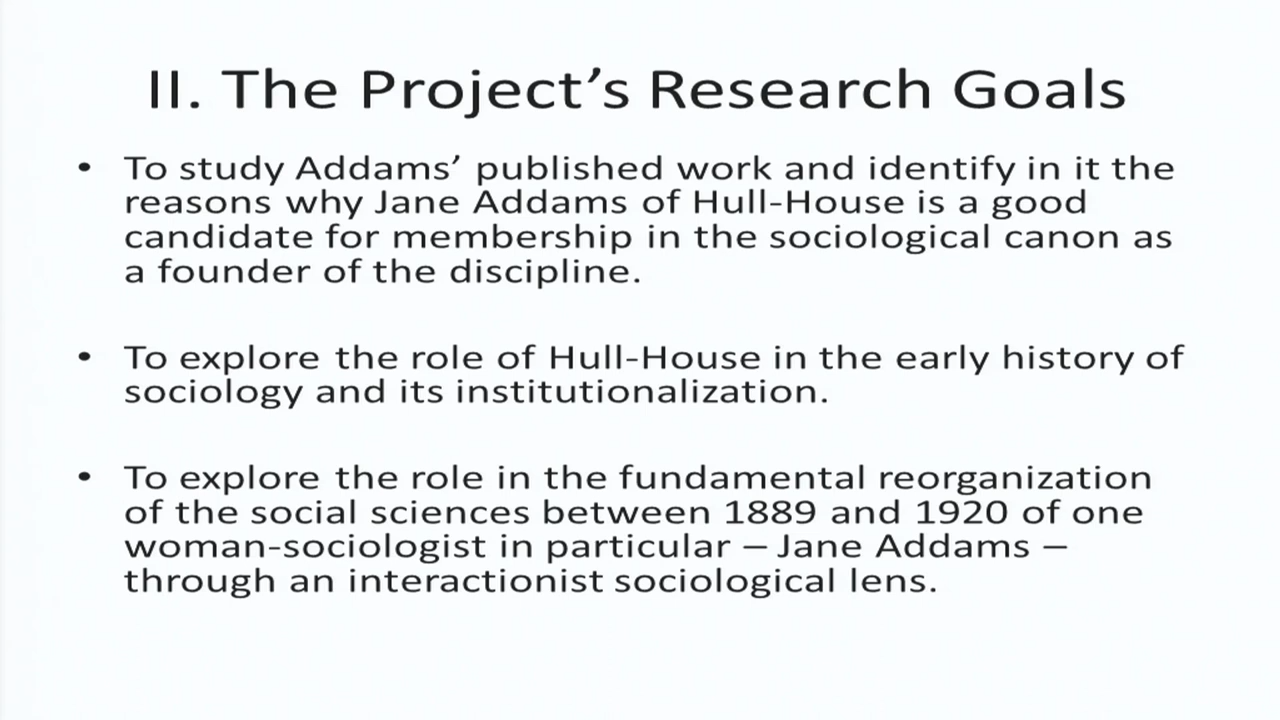 II. The Project’s Research Goals
• To study Addams’ published work and identify in it the
reasons why Jane Addams of Hull-House is a good
candidate for membership in the sociological canon as
a founder of the discipline.
• To explore the role of Hull-House in the early history of
sociology and its institutionalization.
• To explore the role in the fundamental reorganization
of the social sciences between 1889 and 1920 of one
woman-sociologist in particular – Jane Addams –
through an interactionist sociological lens.